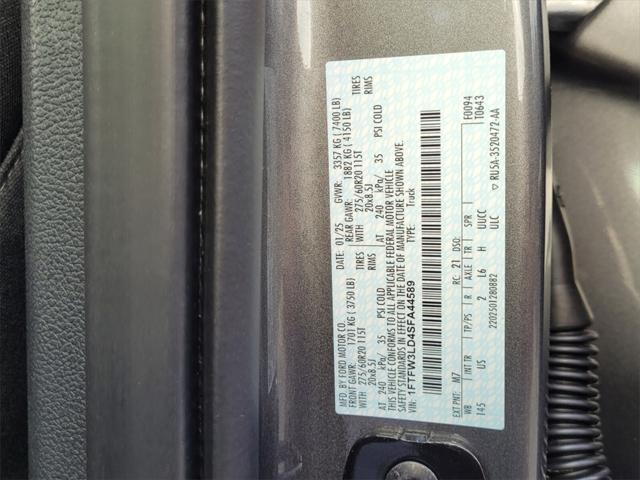 MFD. BY FORD MOTOR CO.
DATE: 01/25 GVWR: 3357 KG ( 7400 LB)
FRONT GAWR: 1701 KG ( 3750 LB) REAR GAWR: 1882 KG ( 4150 LB)
WITH 275/60R20 115T TIRES WITH 275/60R20 115T TIRES
20x8.5J RIMS 20x8.5J RIMS
AT 240 kPa/ 35 PSI COLD AT 240 kPa/ 35 PSI COLD
THIS VEHICLE CONFORMS TO ALL APPLICABLE FEDERAL MOTOR VEHICLE
SAFETY STANDARDS IN EFFECT ON THE DATE OF MANUFACTURE SHOWN ABOVE.
VIN: 1FTFW3LD4SFA44589 TYPE: Truck
F0094
EXT PNT: M7 RC: 21 DSO: T0643
WB INT TR TP/PS R AXLE TR SPR
145 US 2 L6 H UUCC
ULC ▽ RU5A-3520472-AA
2202501280882